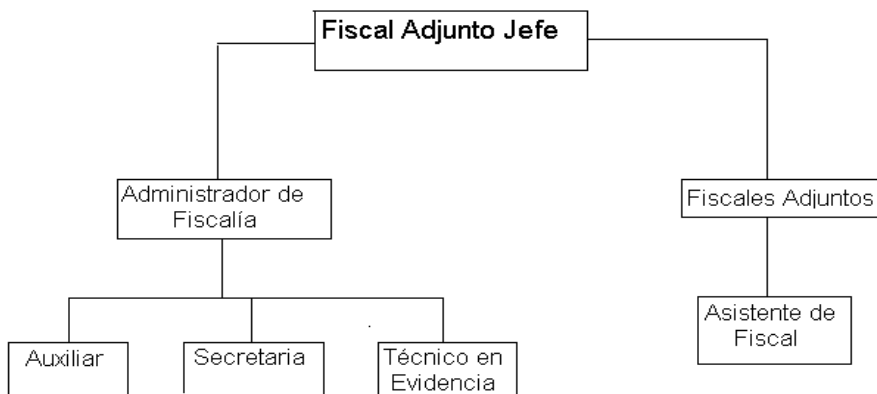 Fiscal Adjunto Jefe
Administrador de
Fiscalía
Fiscales Adjuntos
Asistente de
Fiscal
Auxiliar
Secretaria
Técnico en
Evidencia